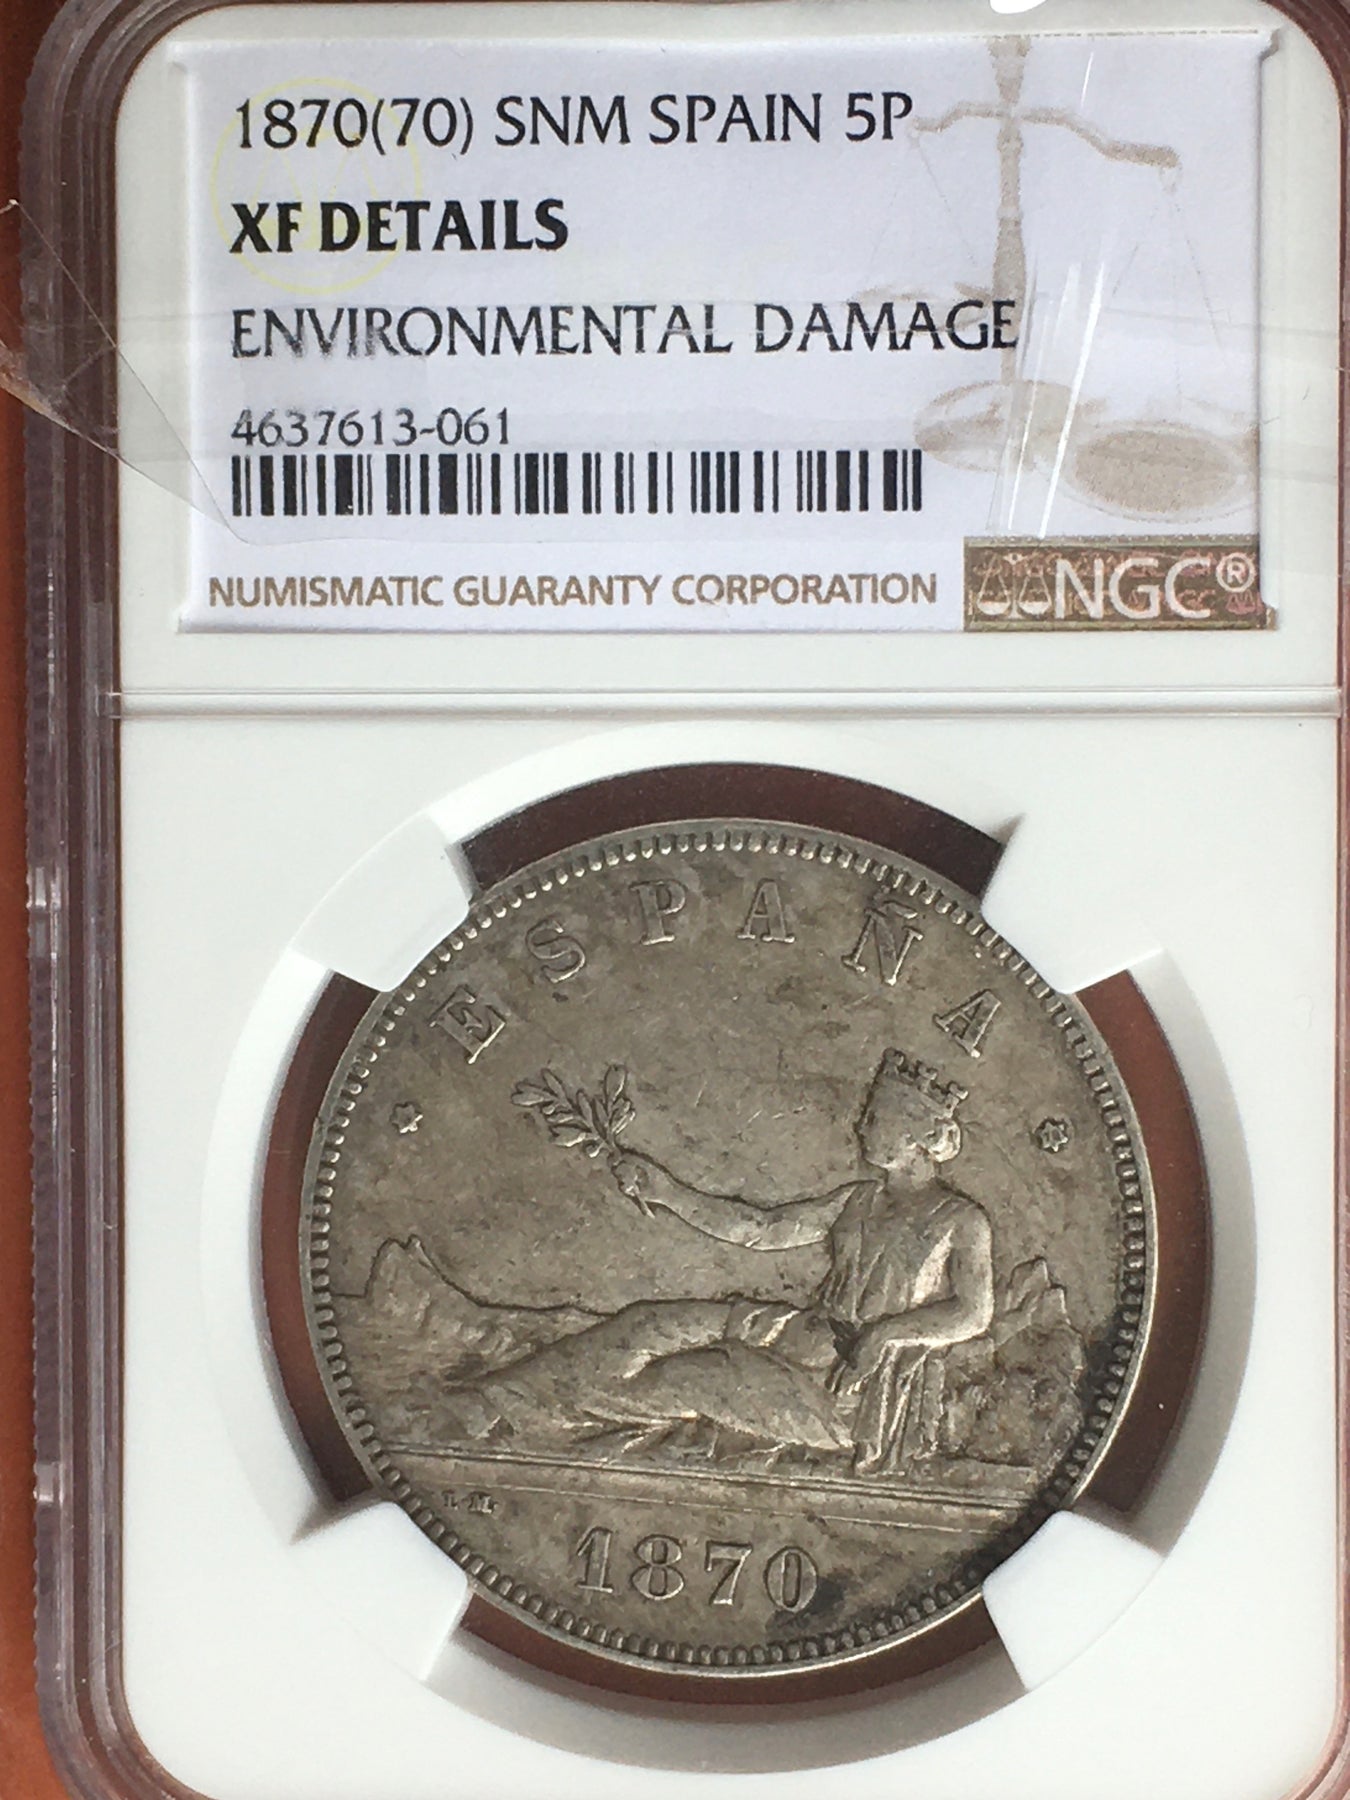 1870(70) SNM SPAIN 5P
XF DETAILS
ENVIRONMENTAL DAMAGE
4637613-061
NUMISMATIC GUARANTY CORPORATION
NGC®
ESPAÑA
L·M·
1870